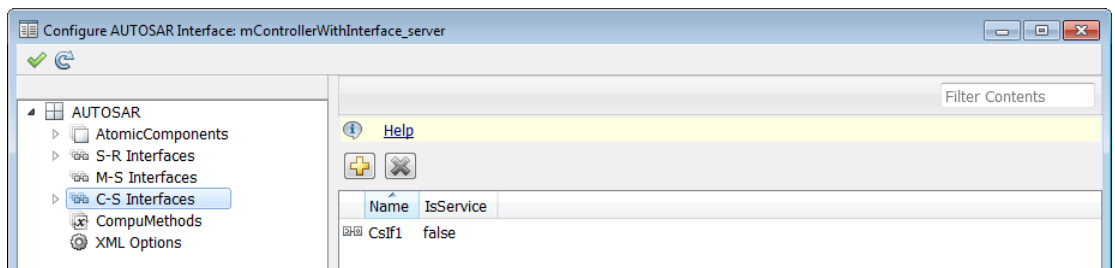 Configure AUTOSAR Interface: mControllerWithInterface_server
Filter Contents
AUTOSAR
AtomicComponents
S-R Interfaces
M-S Interfaces
C-S Interfaces
CompuMethods
XML Options
Help
Name IsService
CsIf1 false